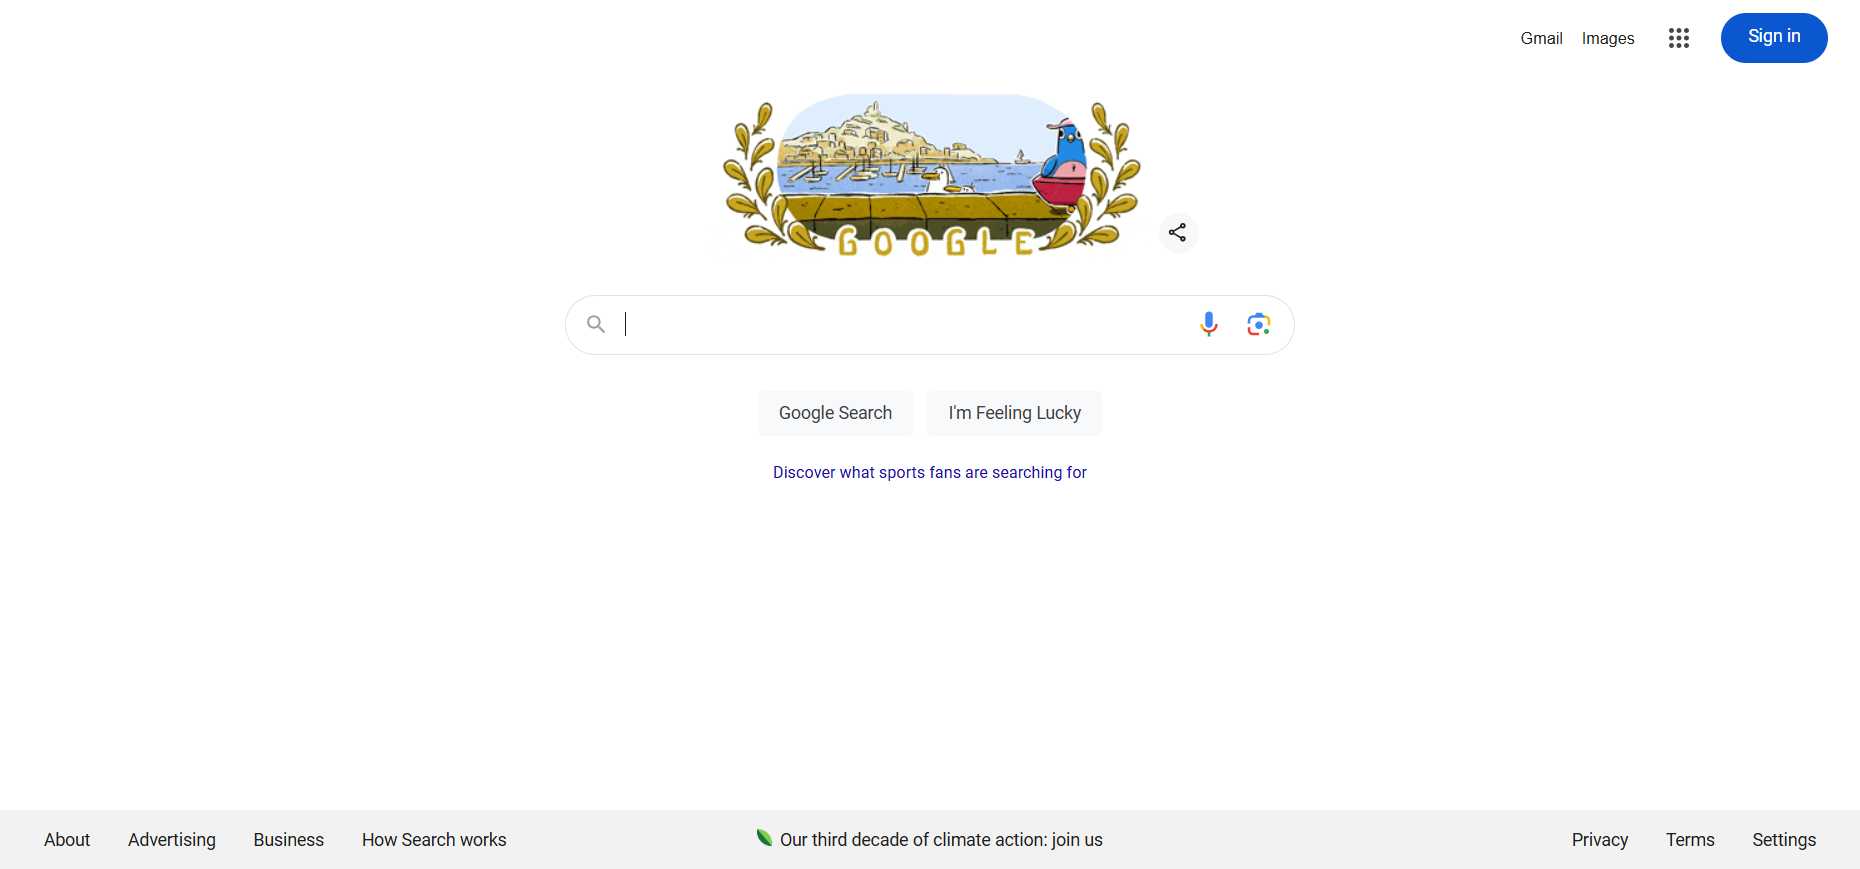 Gmail Images Sign in
GOOGLE
Google Search I'm Feeling Lucky
Discover what sports fans are searching for
About Advertising Business How Search works Our third decade of climate action: join us Privacy Terms Settings